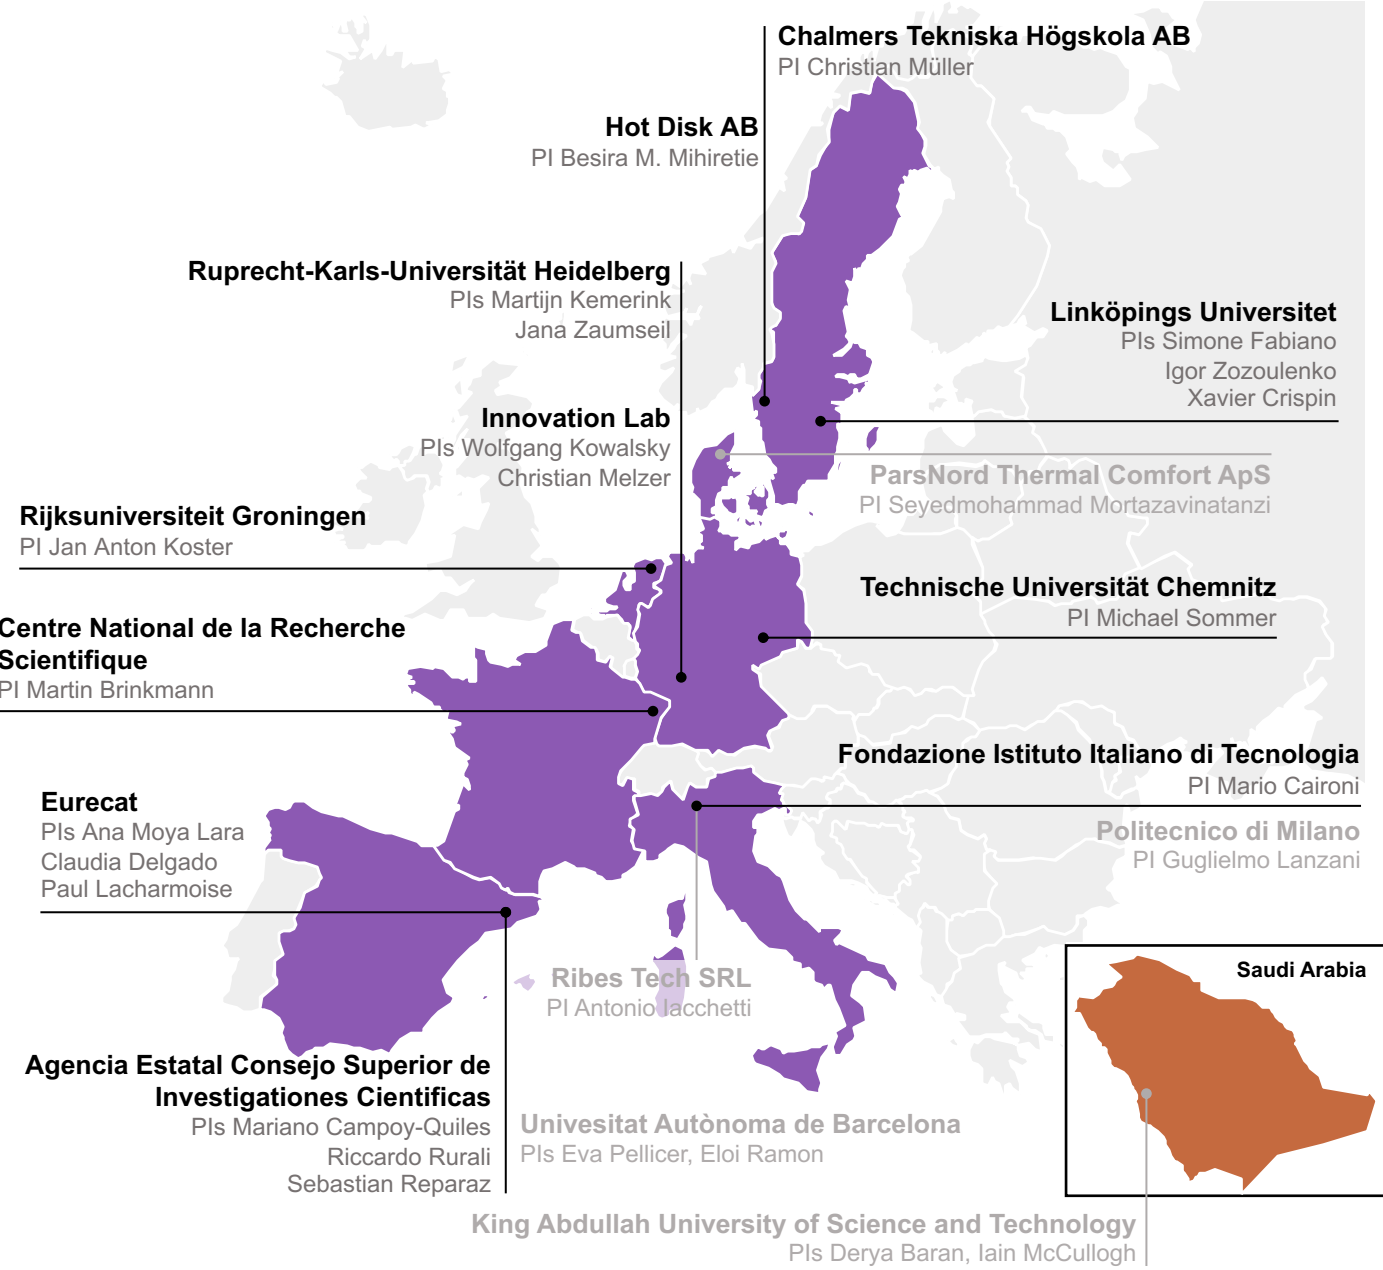 Chalmers Tekniska Högskola AB
PI Christian Müller
Hot Disk AB
PI Besira M. Mihiretie
Ruprecht-Karls-Universität Heidelberg
PIs Martijn Kemerink
Jana Zaumseil
Linköpings Universitet
PIs Simone Fabiano
Igor Zozoulenko
Xavier Crispin
Innovation Lab
PIs Wolfgang Kowalsky
Christian Melzer
ParsNord Thermal Comfort ApS
PI Seyedmohammad Mortazavinatanzi
Rijksuniversiteit Groningen
PI Jan Anton Koster
Technische Universität Chemnitz
PI Michael Sommer
Centre National de la Recherche
Scientifique
PI Martin Brinkmann
Fondazione Istituto Italiano di Tecnologia
PI Mario Caironi
Politecnico di Milano
PI Guglielmo Lanzani
Eurecat
PIs Ana Moya Lara
Claudia Delgado
Paul Lacharmoise
Ribes Tech SRL
PI Antonio Iacchetti
Saudi Arabia
Agencia Estatal Consejo Superior de
Investigationes Cientificas
PIs Mariano Campoy-Quiles
Riccardo Rurali
Sebastian Reparaz
Univesitat Autònoma de Barcelona
PIs Eva Pellicer, Eloi Ramon
King Abdullah University of Science and Technology
PIs Derya Baran, Iain McCullogh